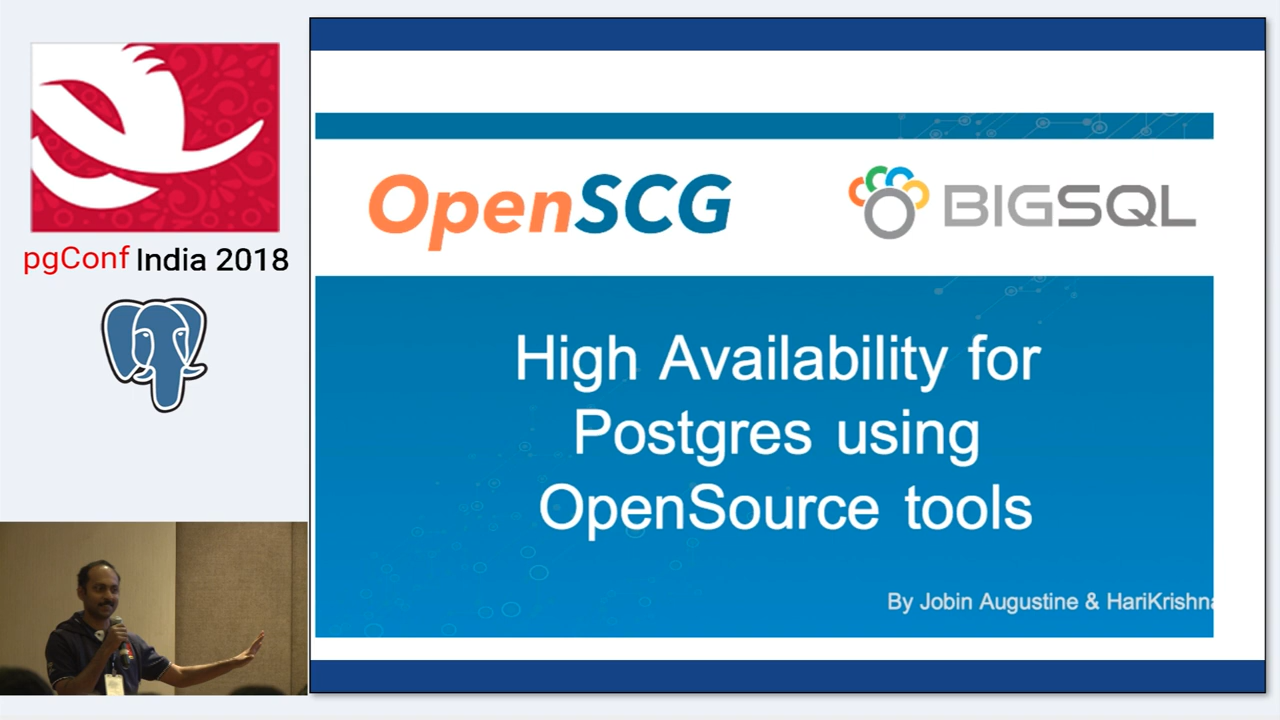 pgConf India 2018
OpenSCG
BIGSQL
High Availability for
Postgres using
OpenSource tools
By Jobin Augustine & HariKrishna